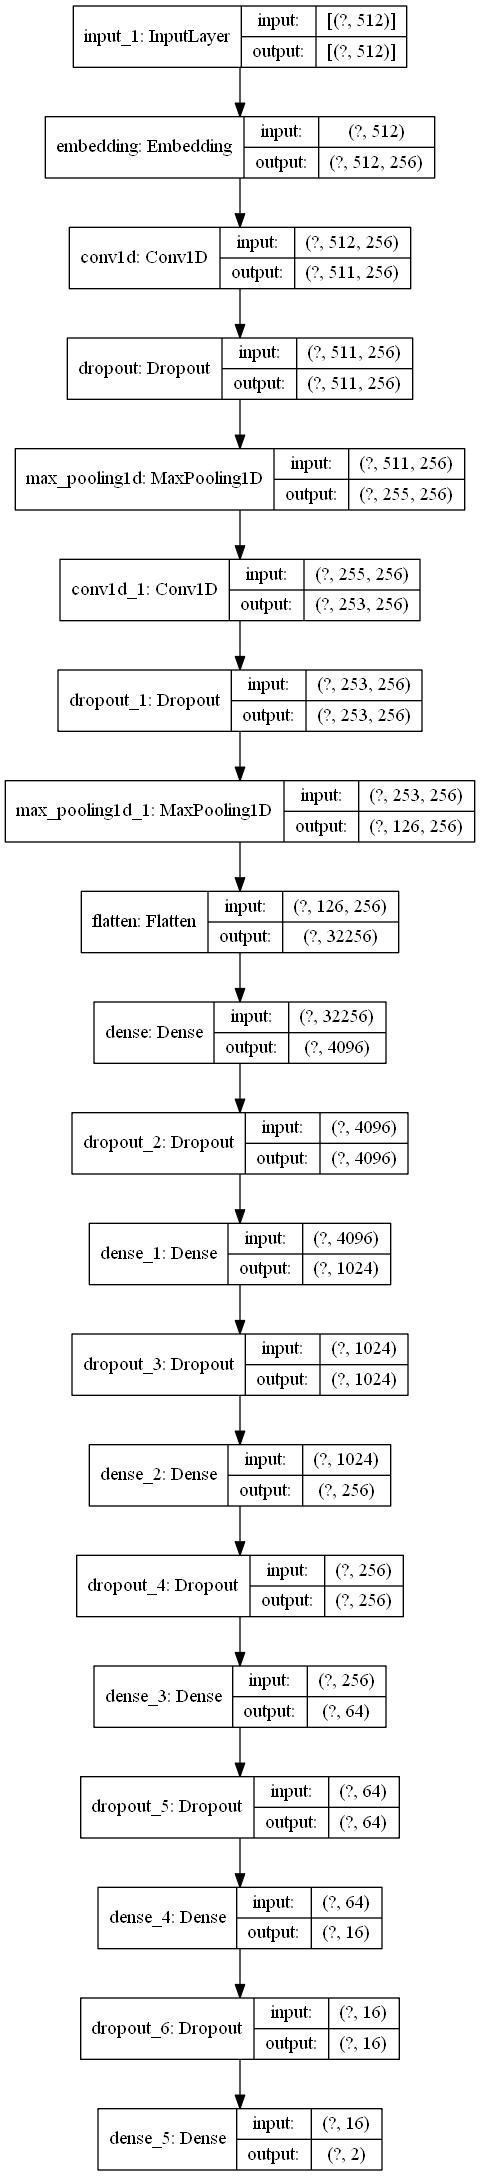 input_1: InputLayer
input: [(?, 512)]
output: [(?, 512)]
embedding: Embedding
input: (?, 512)
output: (?, 512, 256)
conv1d: Conv1D
input: (?, 512, 256)
output: (?, 511, 256)
dropout: Dropout
input: (?, 511, 256)
output: (?, 511, 256)
max_pooling1d: MaxPooling1D
input: (?, 511, 256)
output: (?, 255, 256)
conv1d_1: Conv1D
input: (?, 255, 256)
output: (?, 253, 256)
dropout_1: Dropout
input: (?, 253, 256)
output: (?, 253, 256)
max_pooling1d_1: MaxPooling1D
input: (?, 253, 256)
output: (?, 126, 256)
flatten: Flatten
input: (?, 126, 256)
output: (?, 32256)
dense: Dense
input: (?, 32256)
output: (?, 4096)
dropout_2: Dropout
input: (?, 4096)
output: (?, 4096)
dense_1: Dense
input: (?, 4096)
output: (?, 1024)
dropout_3: Dropout
input: (?, 1024)
output: (?, 1024)
dense_2: Dense
input: (?, 1024)
output: (?, 256)
dropout_4: Dropout
input: (?, 256)
output: (?, 256)
dense_3: Dense
input: (?, 256)
output: (?, 64)
dropout_5: Dropout
input: (?, 64)
output: (?, 64)
dense_4: Dense
input: (?, 64)
output: (?, 16)
dropout_6: Dropout
input: (?, 16)
output: (?, 16)
dense_5: Dense
input: (?, 16)
output: (?, 2)